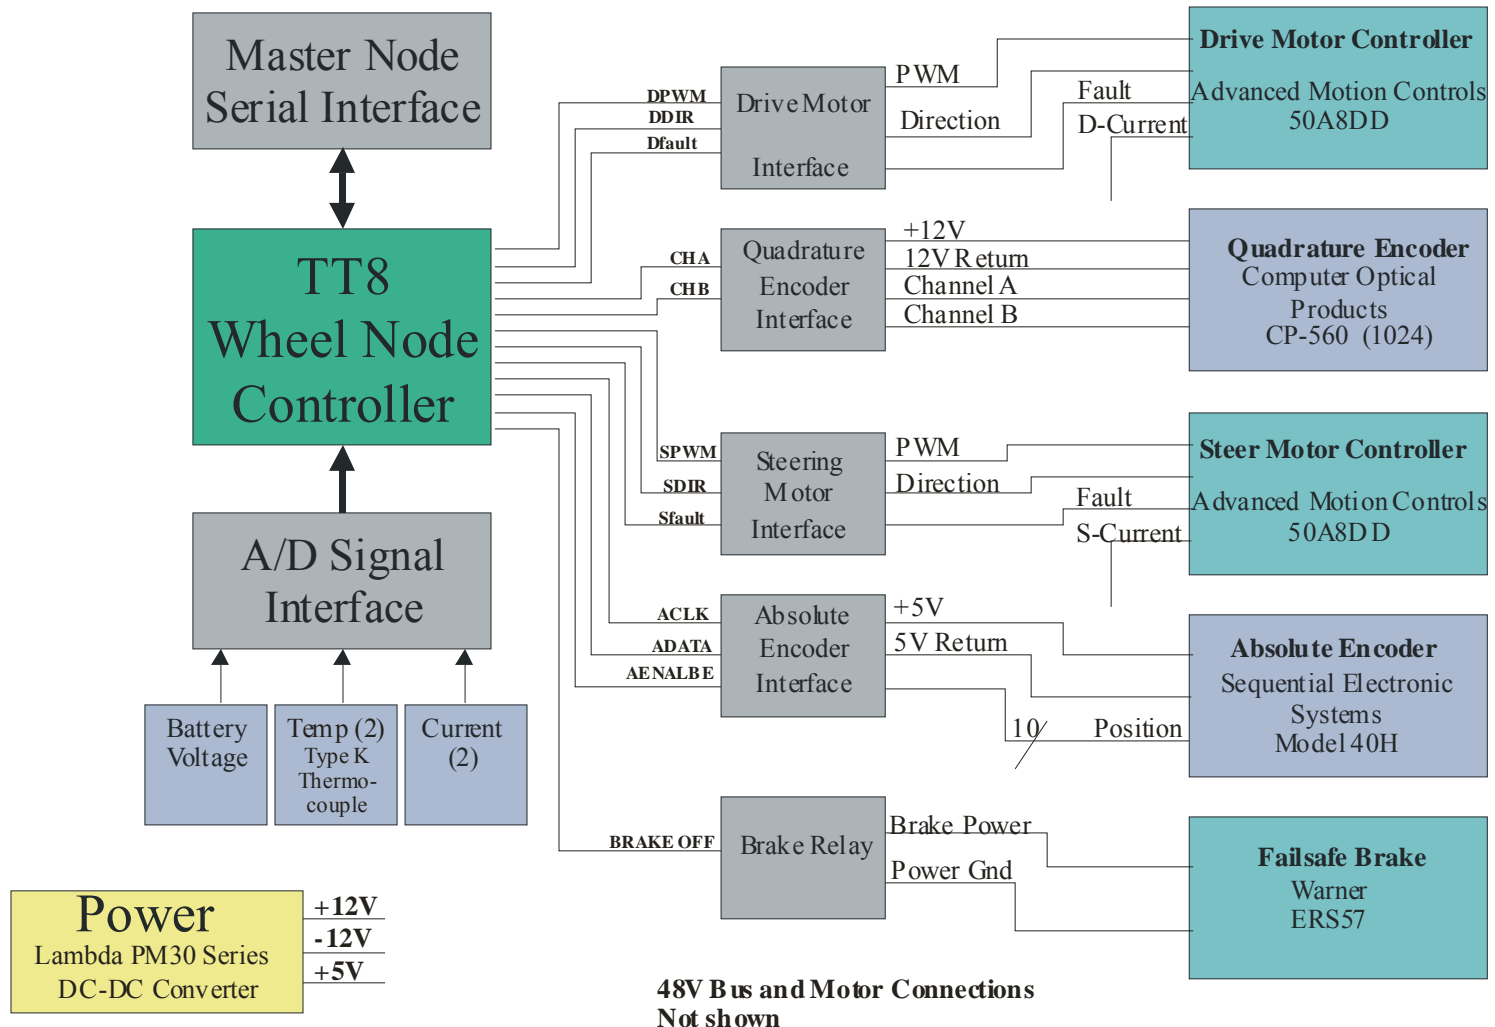 Master Node
Serial Interface
TT8
Wheel Node
Controller
A/D Signal
Interface
Battery
Voltage
Temp (2)
Type K
Thermo-
couple
Current
(2)
Power
Lambda PM30 Series
DC-DC Converter
+12V
-12V
+5V
DPWM
DDIR
Dfault
Drive Motor
Interface
PWM
Direction
Fault
D-Current
Drive Motor Controller
Advanced Motion Controls
50A8DD
CHA
CHB
Quadrature
Encoder
Interface
+12V
12V Return
Channel A
Channel B
Quadrature Encoder
Computer Optical
Products
CP-560 (1024)
SPWM
SDIR
Sfault
Steering
Motor
Interface
PWM
Direction
Fault
S-Current
Steer Motor Controller
Advanced Motion Controls
50A8DD
ACLK
ADATA
AENALBE
Absolute
Encoder
Interface
+5V
5V Return
10
Position
Absolute Encoder
Sequential Electronic
Systems
Model 40H
BRAKE OFF
Brake Relay
Brake Power
Power Gnd
Failsafe Brake
Warner
ERS57
48V Bus and Motor Connections
Not shown